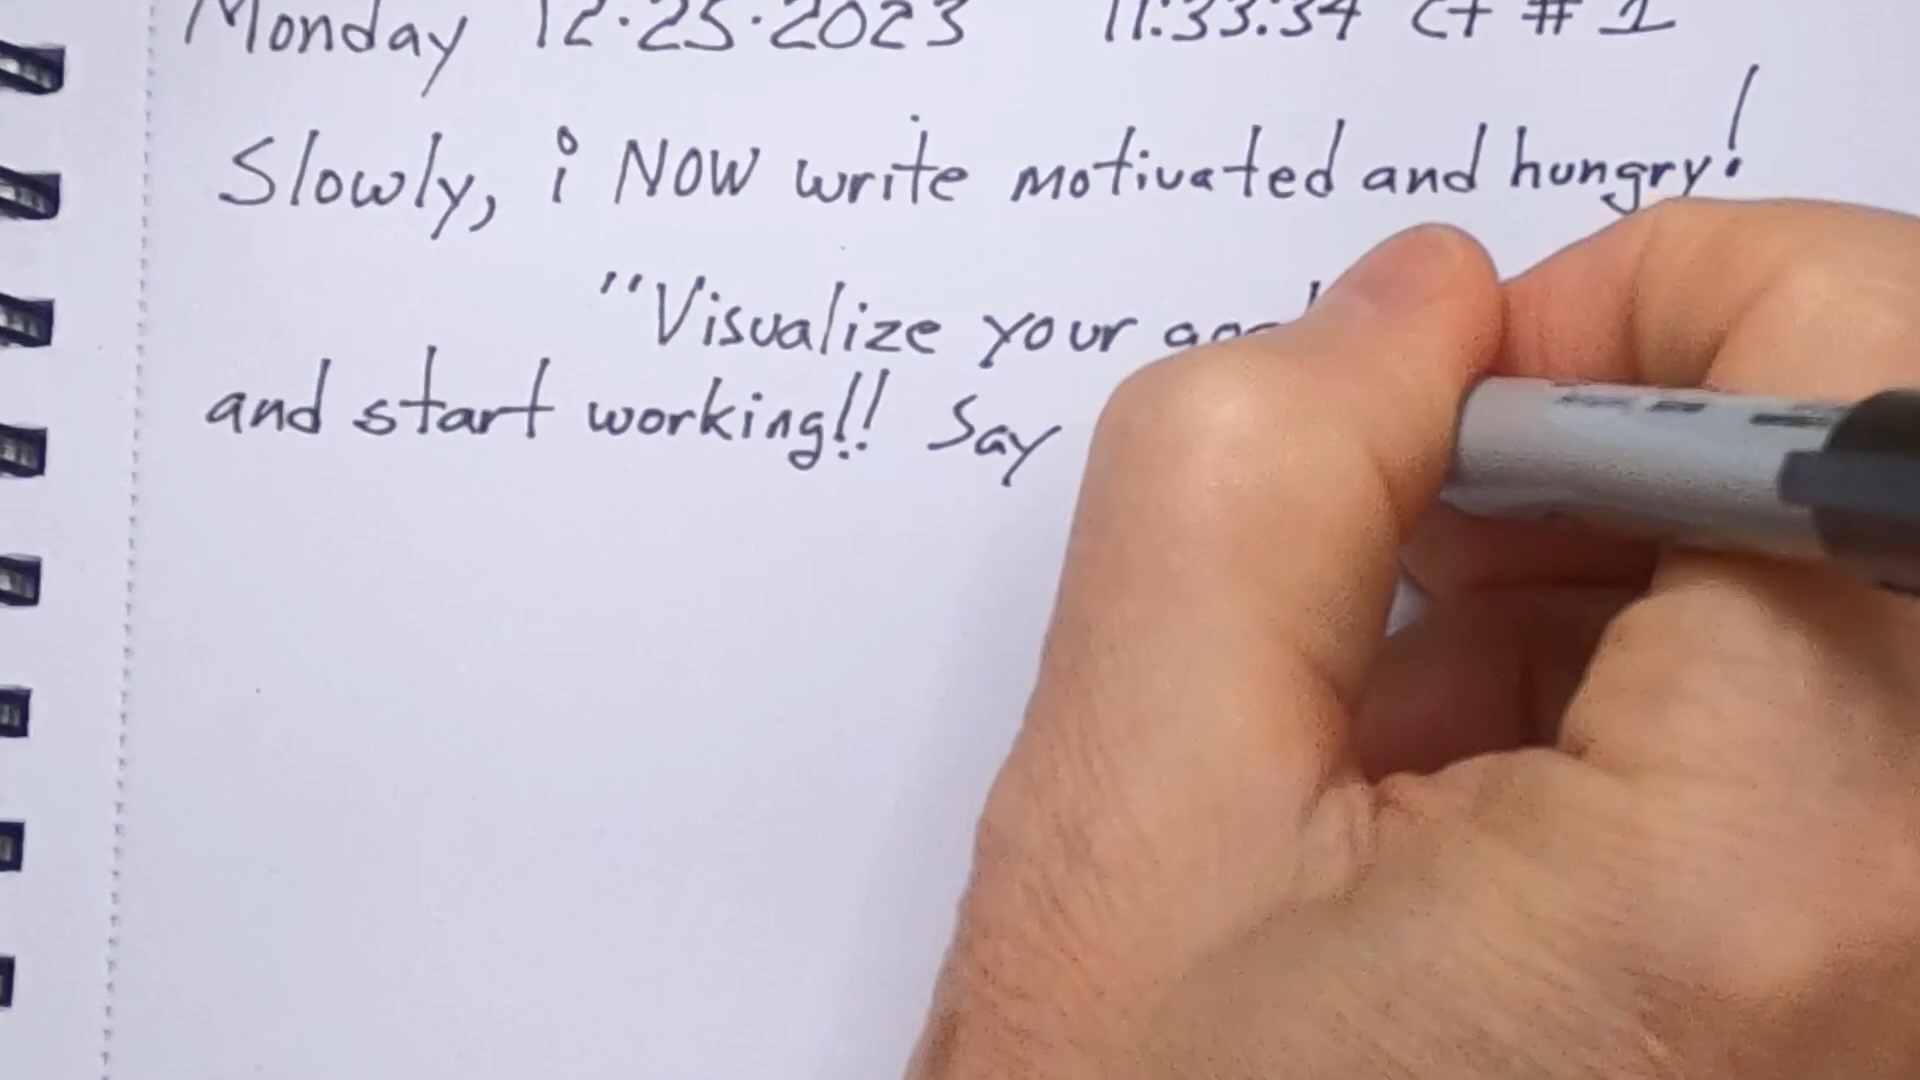 Monday 12.25.2023 11:33:34 Ct # 1
Slowly, i NOW write motivated and hungry!
"Visualize your
and start working!! Say